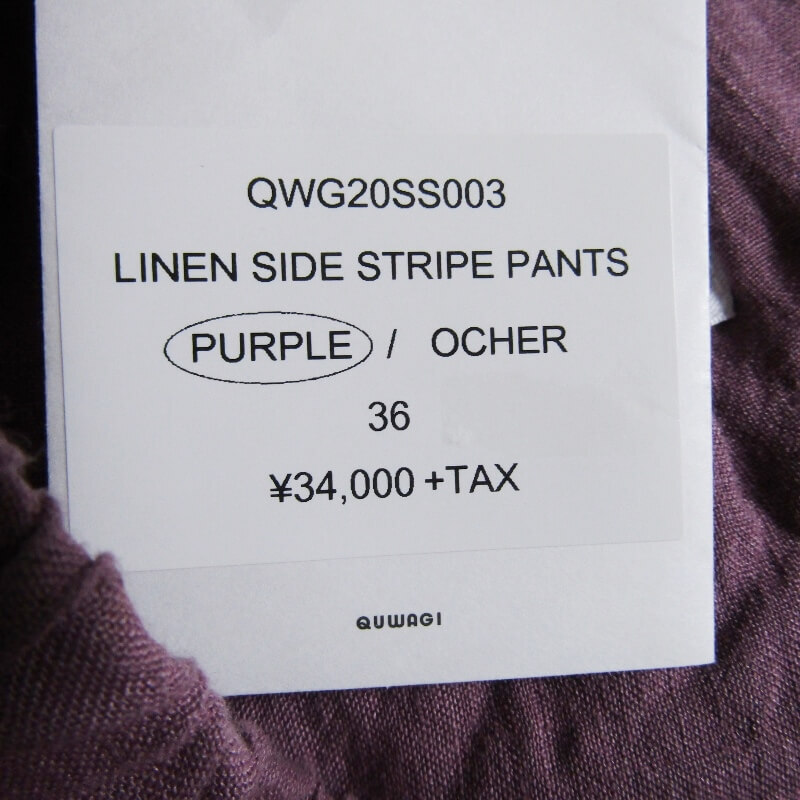 QWG20SS003
LINEN SIDE STRIPE PANTS
PURPLE / OCHER
36
¥34,000 +TAX
QUWAGI